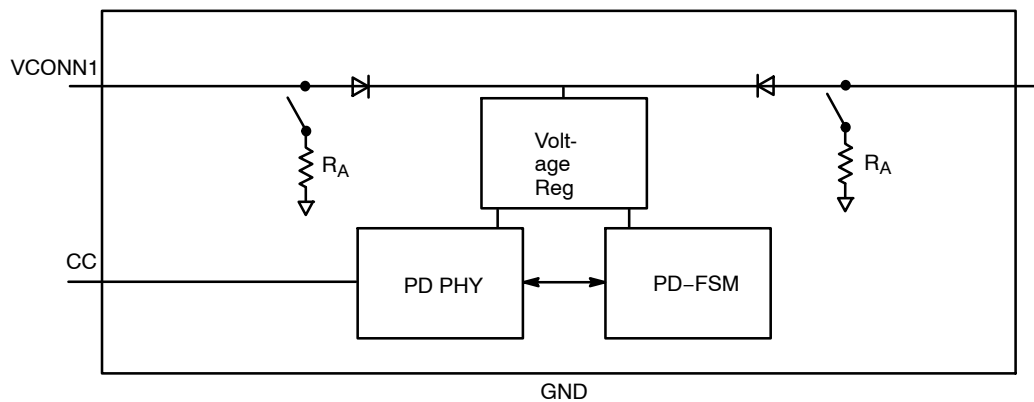 VCONN1
Volt-
age
Reg
RA
RA
CC
PD PHY
PD−FSM
GND